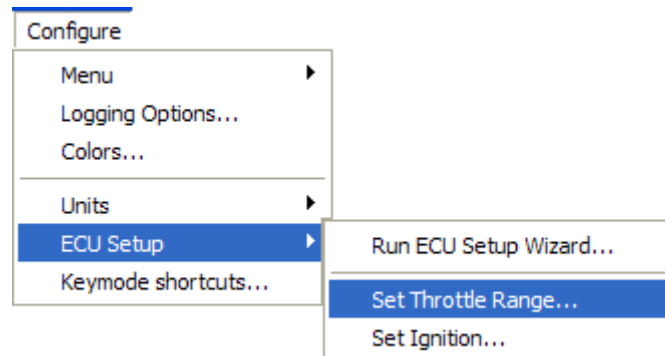 Configure
Menu
Logging Options...
Colors...
Units
ECU Setup
Keymode shortcuts...
Run ECU Setup Wizard...
Set Throttle Range...
Set Ignition...